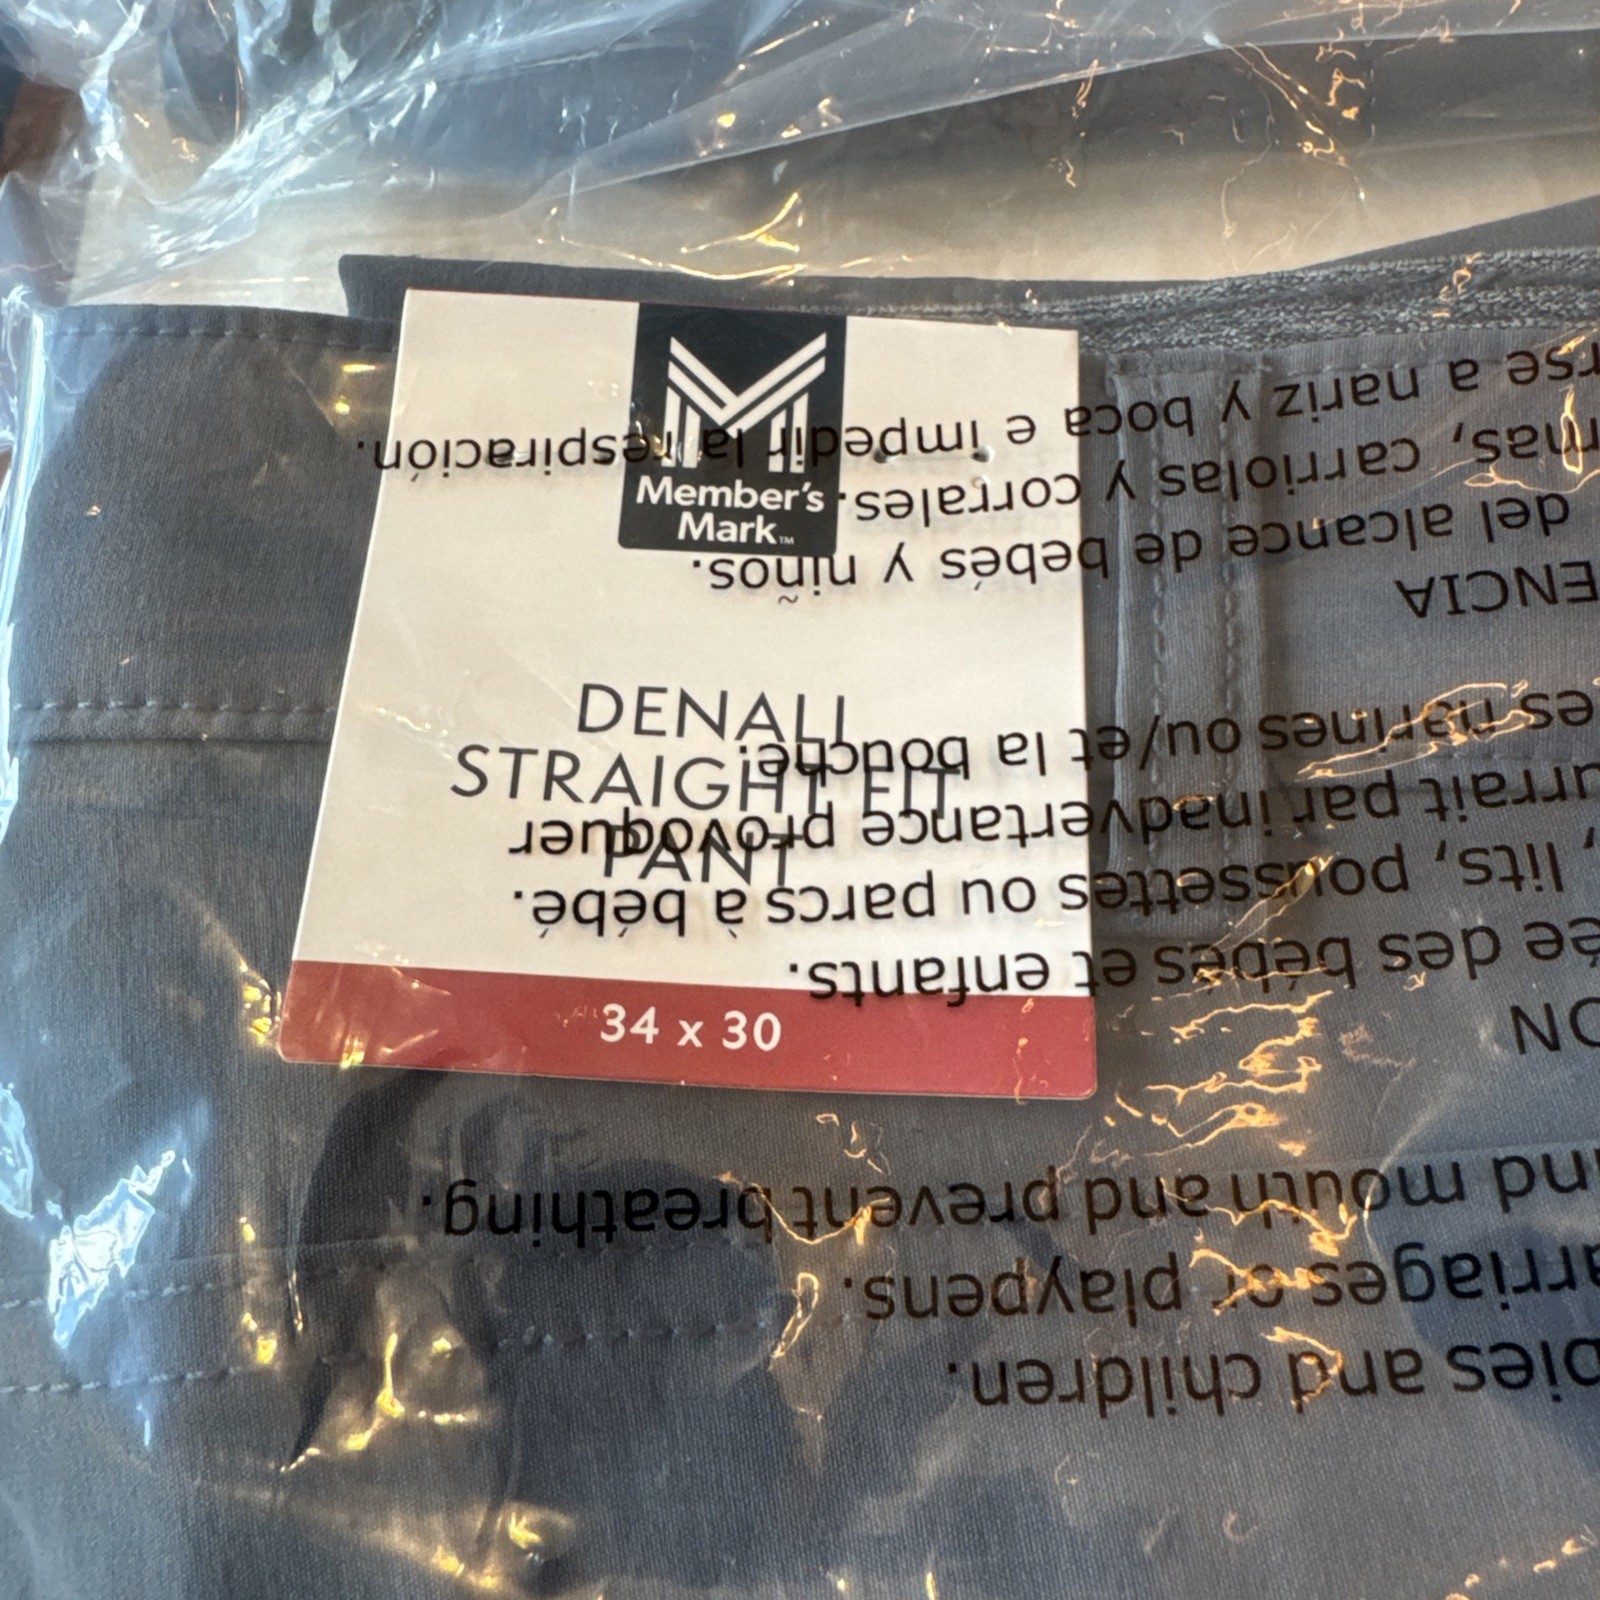 Member's
Mark™
DENALI
STRAIGHT FIT
PANT
34 x 30
bies and children.
arriages or playpens.
nd mouth and prevent breathing.
ON
ée des bébés et enfants.
, lits, poussettes ou parcs à bébé.
urrait par inadvertance provoquer
es narines ou/et la bouche.
ENCIA
del alcance de bebés y niños.
mas, carriolas y corrales.
rse a nariz y boca e impedir la respiración.